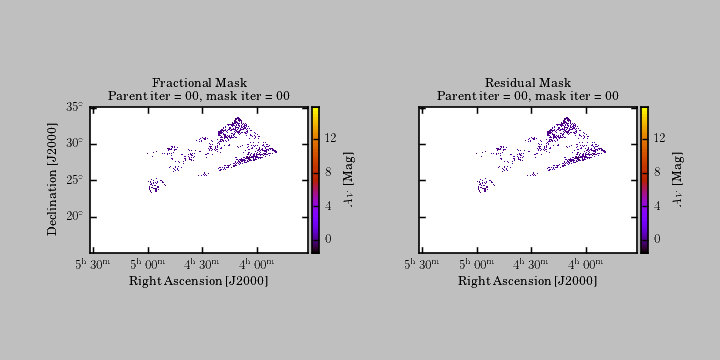 Fractional Mask
Parent iter = 00, mask iter = 00
35°
30°
25°
20°
Declination [J2000]
5h 30m
5h 00m
4h 30m
4h 00m
Right Ascension [J2000]
12
8
4
0
AV [Mag]
Residual Mask
Parent iter = 00, mask iter = 00
5h 30m
5h 00m
4h 30m
4h 00m
Right Ascension [J2000]
12
8
4
0
AV [Mag]